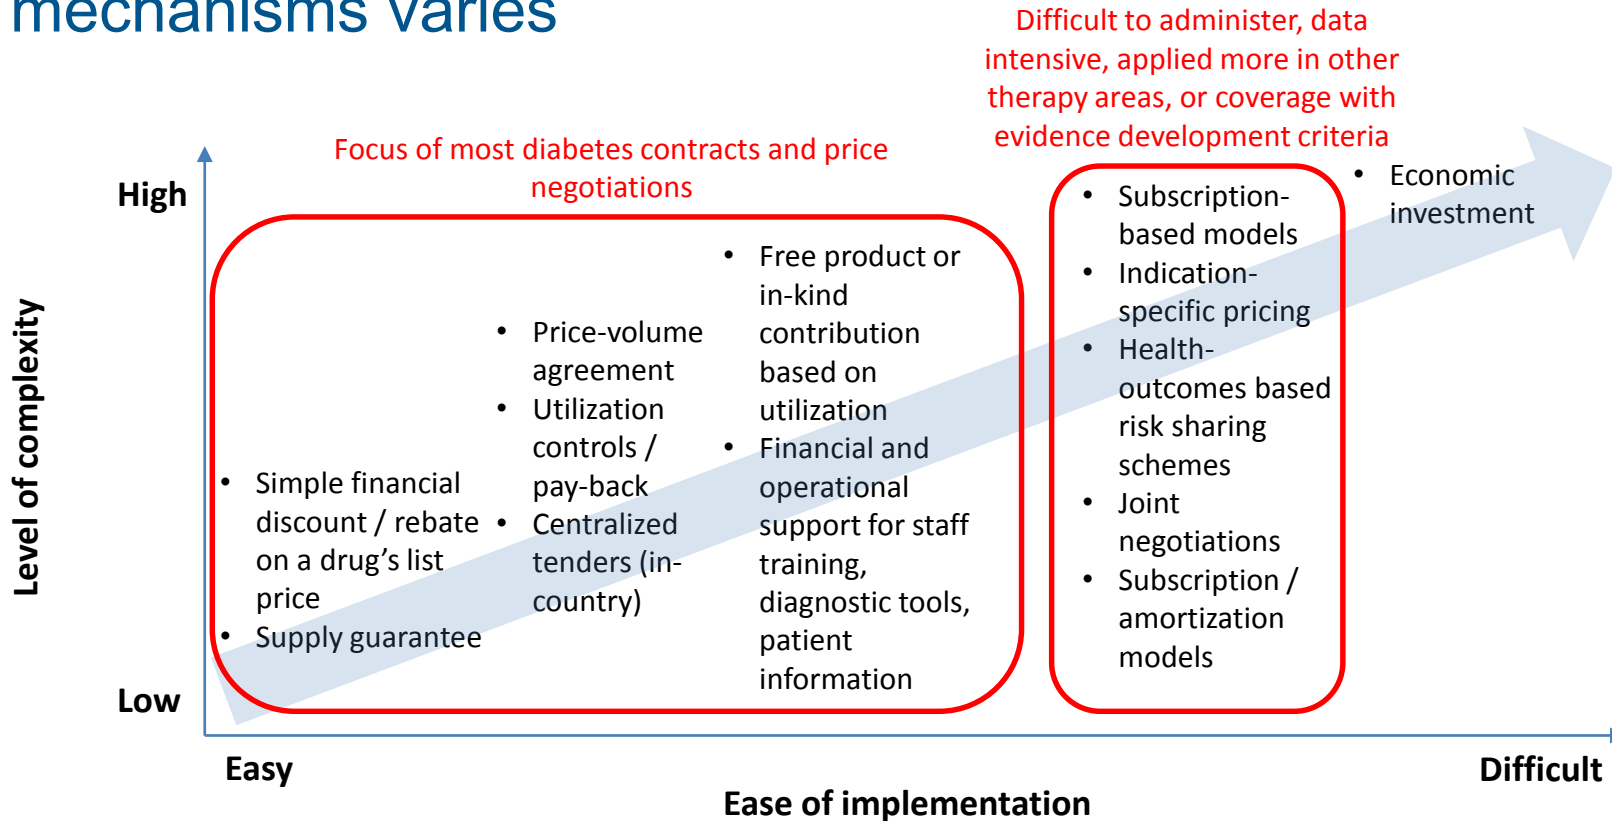 mechanisms varies
Difficult to administer, data
intensive, applied more in other
therapy areas, or coverage with
evidence development criteria
Focus of most diabetes contracts and price
negotiations
High
Level of complexity
Low
• Simple financial
discount / rebate
on a drug’s list
price
• Supply guarantee
• Price-volume
agreement
• Utilization
controls /
pay-back
• Centralized
tenders (in-
country)
• Free product or
in-kind
contribution
based on
utilization
• Financial and
operational
support for staff
training,
diagnostic tools,
patient
information
• Subscription-
based models
• Indication-
specific pricing
• Health-
outcomes based
risk sharing
schemes
• Joint
negotiations
• Subscription /
amortization
models
• Economic
investment
Easy
Difficult
Ease of implementation